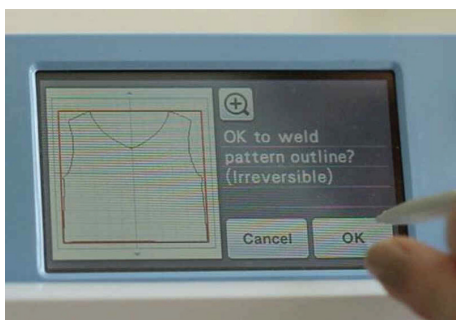 OK to weld
pattern outline?
(Irreversible)
Cancel
OK